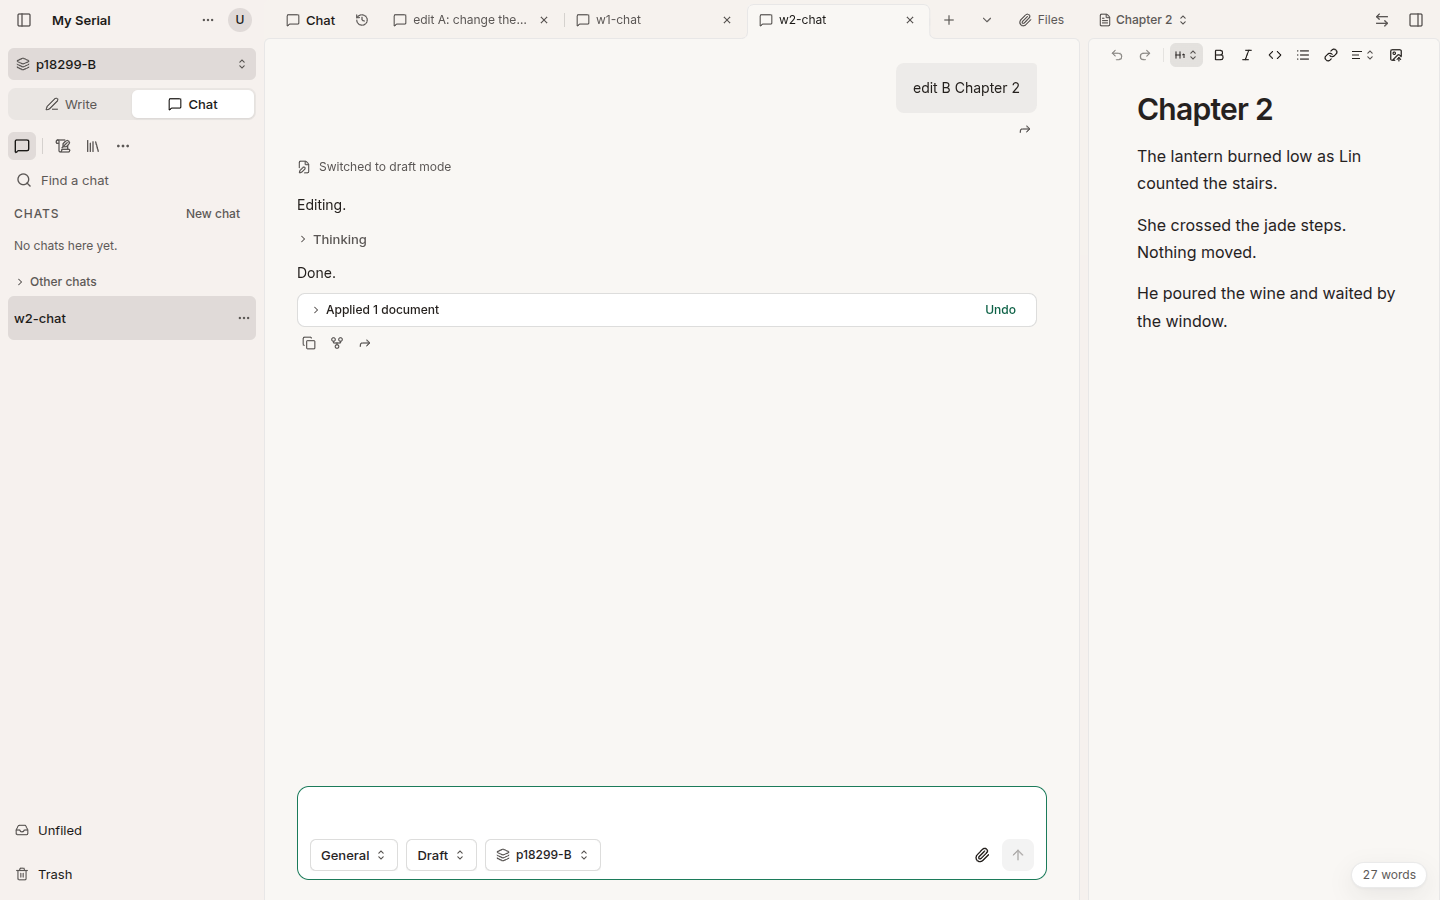 My Serial
U
p18299-B
Write
Chat
Find a chat
CHATS
New chat
No chats here yet.
Other chats
w2-chat
Unfiled
Trash
Chat
edit A: change the...
w1-chat
w2-chat
Files
edit B Chapter 2
Switched to draft mode
Editing.
Thinking
Done.
Applied 1 document
Undo
General
Draft
p18299-B
Chapter 2
H1
Chapter 2
The lantern burned low as Lin
counted the stairs.
She crossed the jade steps.
Nothing moved.
He poured the wine and waited by
the window.
27 words